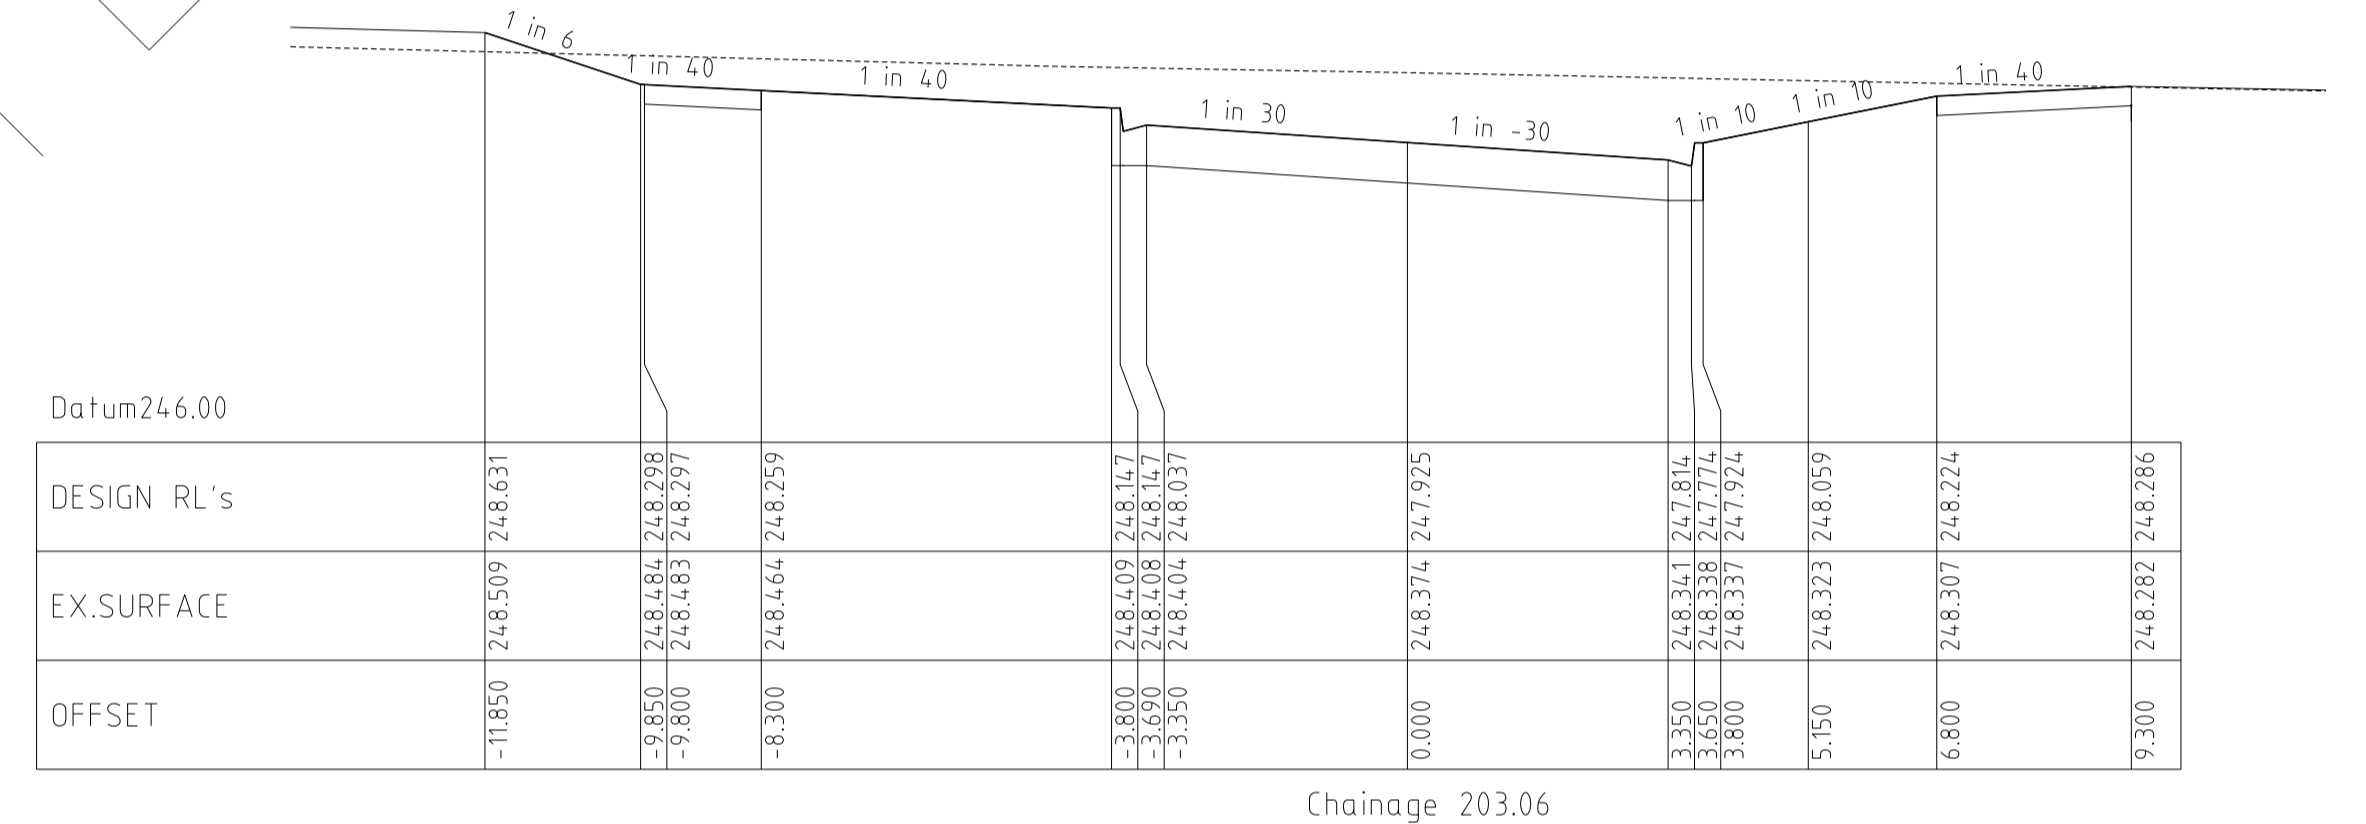 1 in 6
1 in 40
1 in 40
1 in 30
1 in -30
1 in 10
1 in 10
1 in 40
Datum246.00
DESIGN RL's 248.631 248.298 248.297 248.259 248.147 248.147 248.037 247.925 247.814 247.774 247.924 248.059 248.224 248.286
EX.SURFACE 248.509 248.484 248.483 248.464 248.409 248.408 248.404 248.374 248.341 248.338 248.337 248.323 248.307 248.282
OFFSET -11.850 -9.850 -9.800 -8.300 -3.800 -3.690 -3.350 0.000 3.350 3.650 3.800 5.150 6.800 9.300
Chainage 203.06